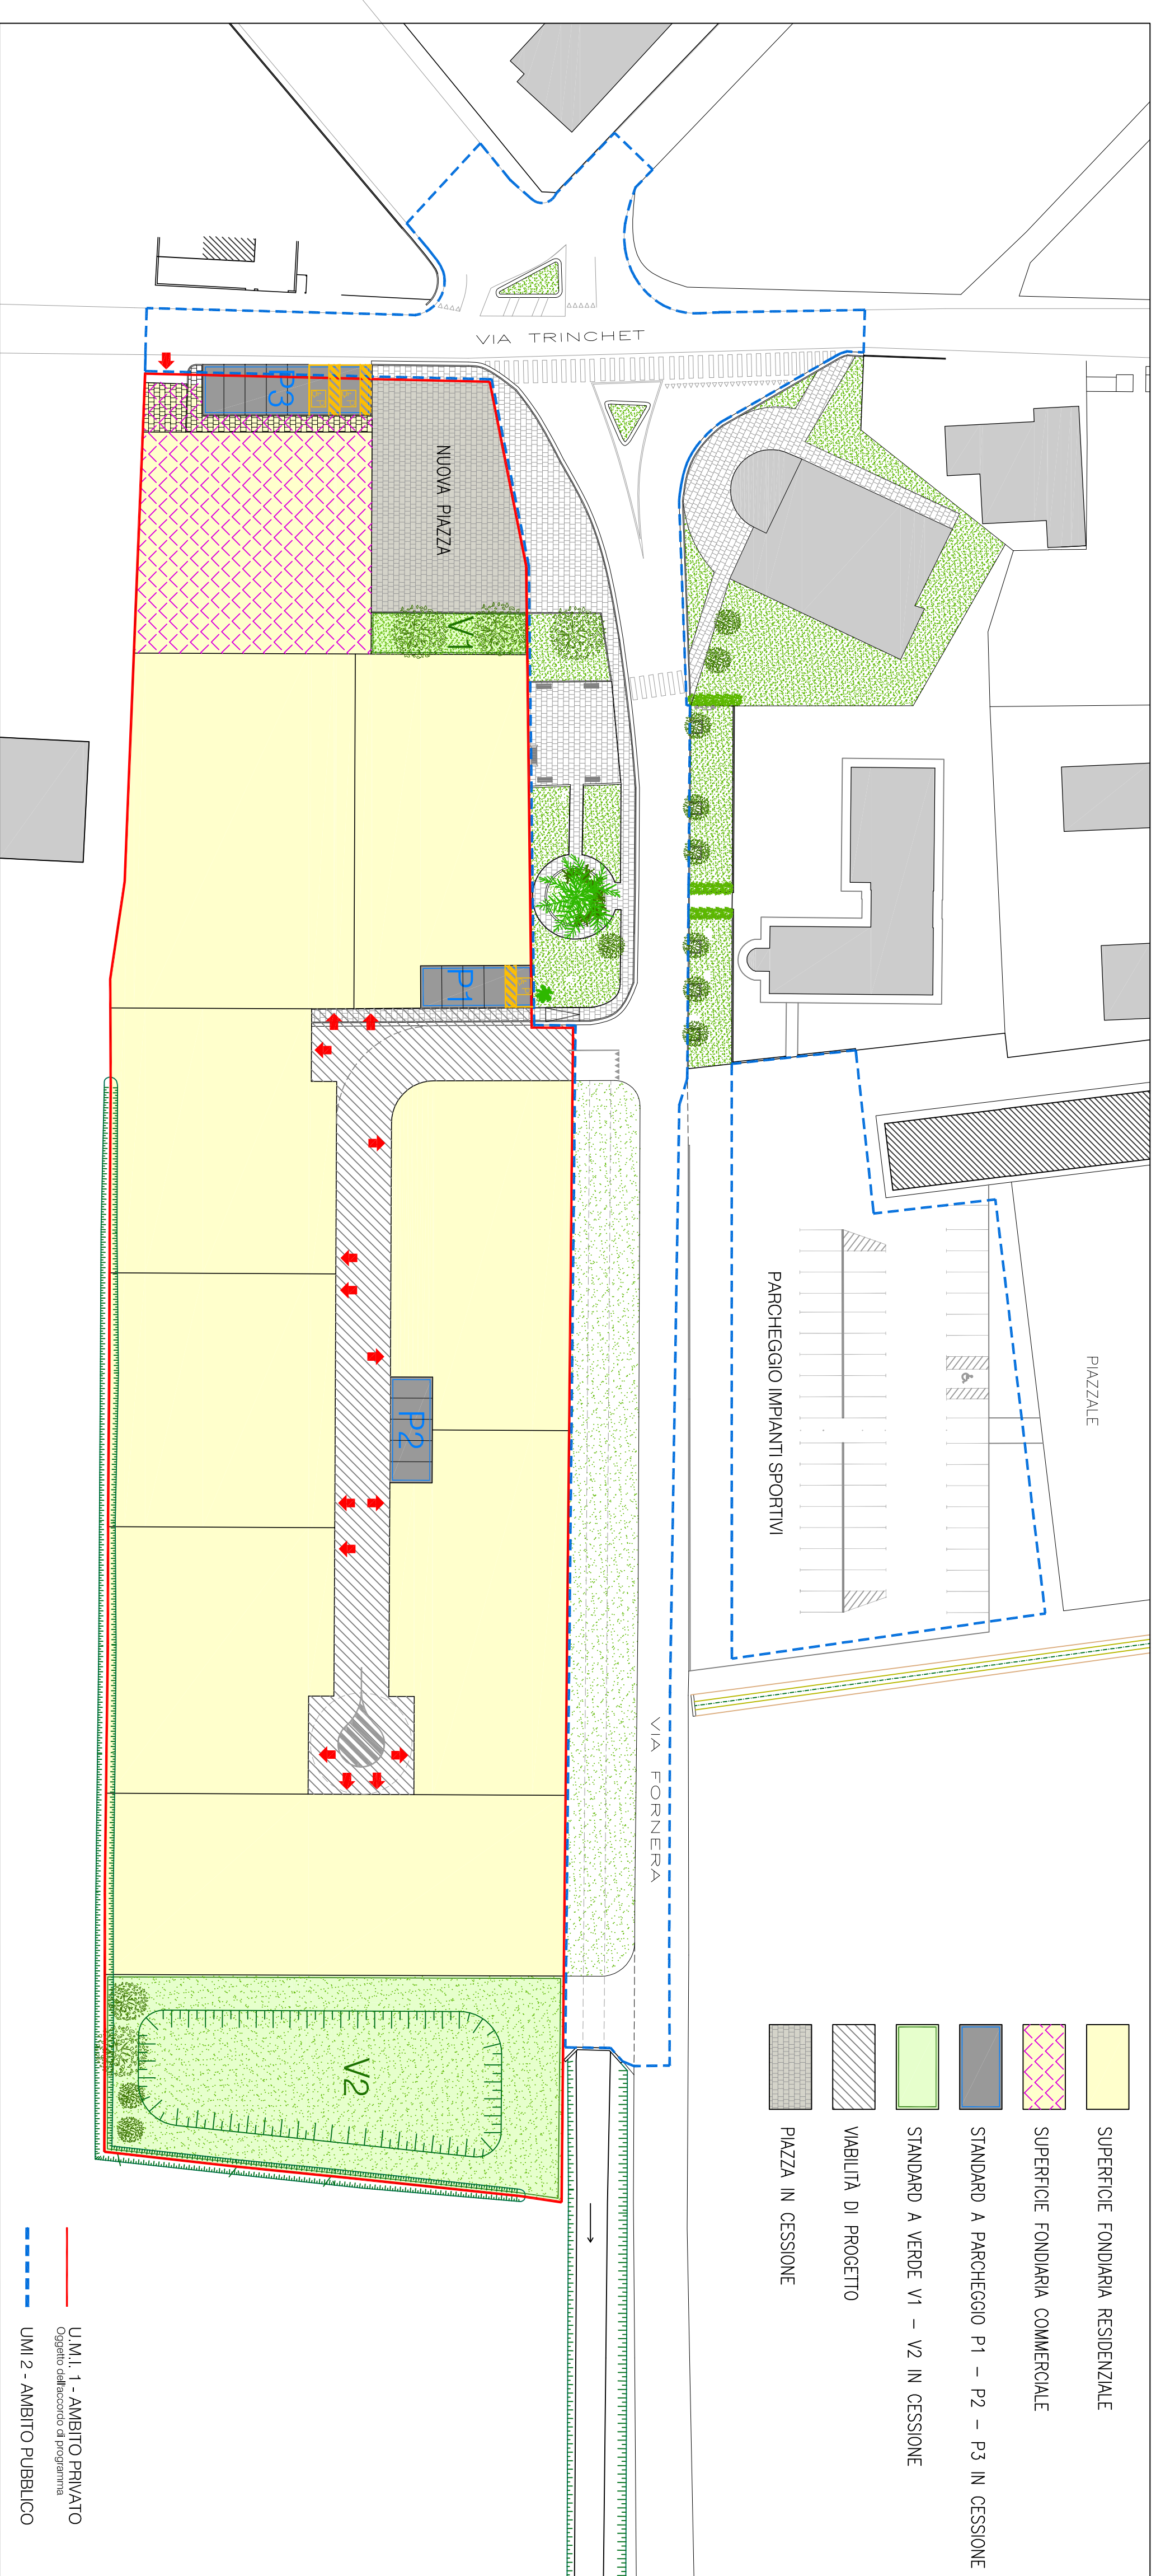 VIA TRINCHET
P3
NUOVA PIAZZA
V1
P1
P2
PARCHEGGIO IMPIANTI SPORTIVI
PIAZZALE
VIA FORNERA
V2
SUPERFICIE FONDIARIA RESIDENZIALE
SUPERFICIE FONDIARIA COMMERCIALE
STANDARD A PARCHEGGIO P1 - P2 - P3 IN CESSIONE
STANDARD A VERDE V1 - V2 IN CESSIONE
VIABILITÀ DI PROGETTO
PIAZZA IN CESSIONE
U.M.I. 1 - AMBITO PRIVATO
Oggetto dell'accordo di programma
UMI 2 - AMBITO PUBBLICO